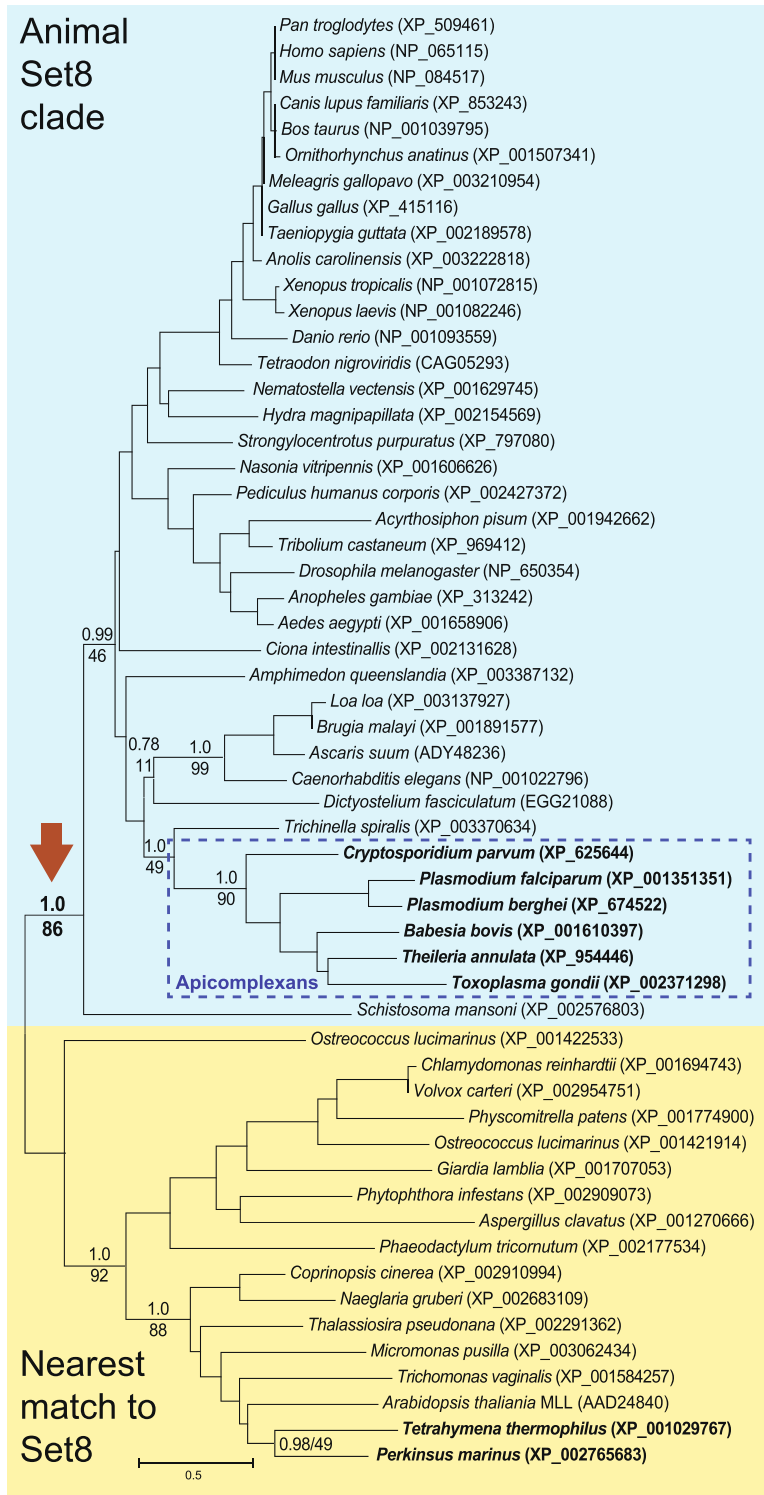 Animal
Set8
clade
Pan troglodytes (XP_509461)
Homo sapiens (NP_065115)
Mus musculus (NP_084517)
Canis lupus familiaris (XP_853243)
Bos taurus (NP_001039795)
Ornithorhynchus anatinus (XP_001507341)
Meleagris gallopavo (XP_003210954)
Gallus gallus (XP_415116)
Taeniopygia guttata (XP_002189578)
Anolis carolinensis (XP_003222818)
Xenopus tropicalis (NP_001072815)
Xenopus laevis (NP_001082246)
Danio rerio (NP_001093559)
Tetraodon nigroviridis (CAG05293)
Nematostella vectensis (XP_001629745)
Hydra magnipapillata (XP_002154569)
Strongylocentrotus purpuratus (XP_797080)
Nasonia vitripennis (XP_001606626)
Pediculus humanus corporis (XP_002427372)
Acyrthosiphon pisum (XP_001942662)
Tribolium castaneum (XP_969412)
Drosophila melanogaster (NP_650354)
Anopheles gambiae (XP_313242)
Aedes aegypti (XP_001658906)
0.99
46
Ciona intestinallis (XP_002131628)
Amphimedon queenslandia (XP_003387132)
Loa loa (XP_003137927)
Brugia malayi (XP_001891577)
0.78
11
1.0
99
Ascaris suum (ADY48236)
Caenorhabditis elegans (NP_001022796)
Dictyostelium fasciculatum (EGG21088)
Trichinella spiralis (XP_003370634)
1.0
49
Cryptosporidium parvum (XP_625644)
1.0
90
Plasmodium falciparum (XP_001351351)
Plasmodium berghei (XP_674522)
1.0
86
Babesia bovis (XP_001610397)
Theileria annulata (XP_954446)
Apicomplexans
Toxoplasma gondii (XP_002371298)
Schistosoma mansoni (XP_002576803)
Ostreococcus lucimarinus (XP_001422533)
Chlamydomonas reinhardtii (XP_001694743)
Volvox carteri (XP_002954751)
Physcomitrella patens (XP_001774900)
Ostreococcus lucimarinus (XP_001421914)
Giardia lamblia (XP_001707053)
Phytophthora infestans (XP_002909073)
Aspergillus clavatus (XP_001270666)
Phaeodactylum tricornutum (XP_002177534)
1.0
92
Coprinopsis cinerea (XP_002910994)
Naeglaria gruberi (XP_002683109)
1.0
88
Thalassiosira pseudonana (XP_002291362)
Micromonas pusilla (XP_003062434)
Trichomonas vaginalis (XP_001584257)
Arabidopsis thaliania MLL (AAD24840)
Tetrahymena thermophilus (XP_001029767)
0.98/49
Perkinsus marinus (XP_002765683)
Nearest
match to
Set8
0.5